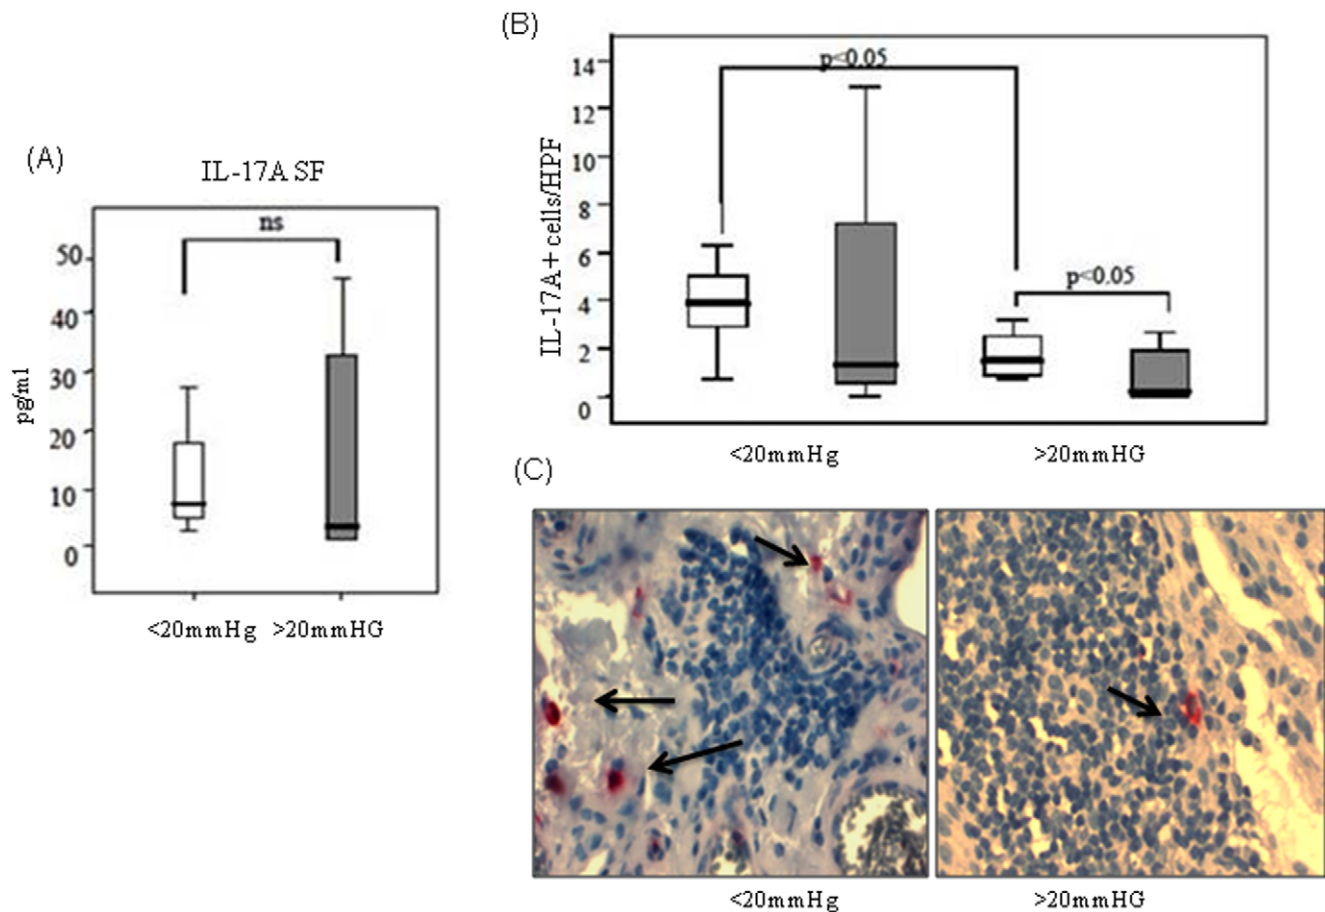 (A)
IL-17A SF
ns
50
40
30
20
10
0
pg/ml
<20mmHg >20mmHG
(B)
p<0.05
14
12
10
8
6
4
2
0
IL-17A+ cells/HPF
p<0.05
<20mmHg >20mmHG
(C)
<20mmHg >20mmHG